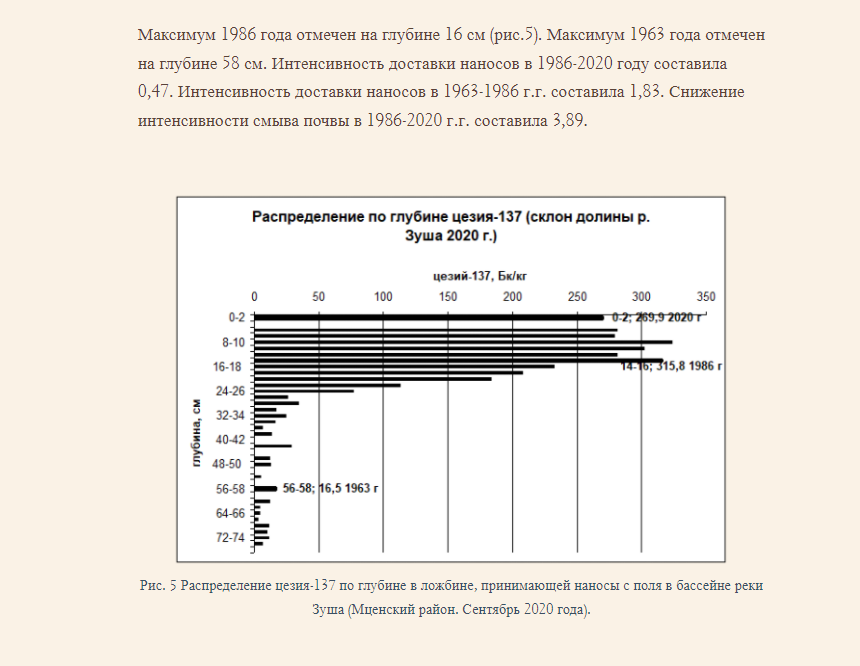 Максимум 1986 года отмечен на глубине 16 см (рис.5). Максимум 1963 года отмечен
на глубине 58 см. Интенсивность доставки наносов в 1986-2020 году составила
0,47. Интенсивность доставки наносов в 1963-1986 г.г. составила 1,83. Снижение
интенсивности смыва почвы в 1986-2020 г.г. составила 3,89.
Распределение по глубине цезия-137 (склон долины р.
Зуша 2020 г.)
цезий-137, Бк/кг
0 50 100 150 200 250 300 350
0-2
0-2; 269,9 2020 г
8-10
16-18
14-16; 315,8 1986 г
24-26
32-34
40-42
48-50
56-58
56-58; 16,5 1963 г
64-66
72-74
глубина, см
Рис. 5 Распределение цезия-137 по глубине в ложбине, принимающей наносы с поля в бассейне реки
Зуша (Мценский район. Сентябрь 2020 года).